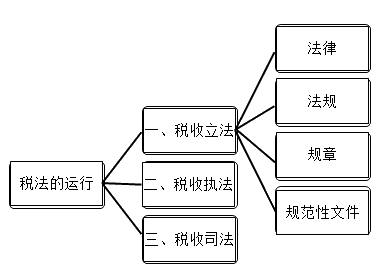 税法的运行
一、税收立法
二、税收执法
三、税收司法
法律
法规
规章
规范性文件